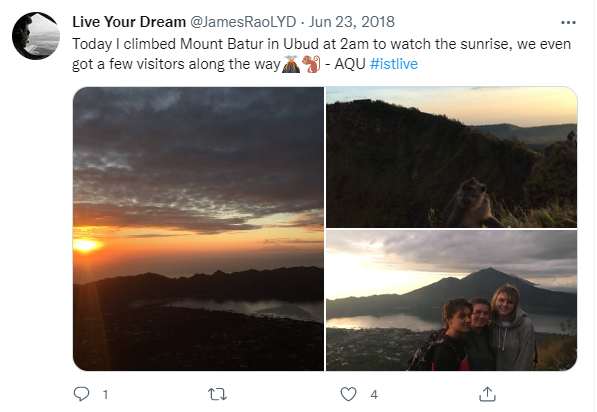 Live Your Dream @JamesRaoLYD · Jun 23, 2018
Today I climbed Mount Batur in Ubud at 2am to watch the sunrise, we even
got a few visitors along the way🌋🐒 - AQU #istlive
1
4